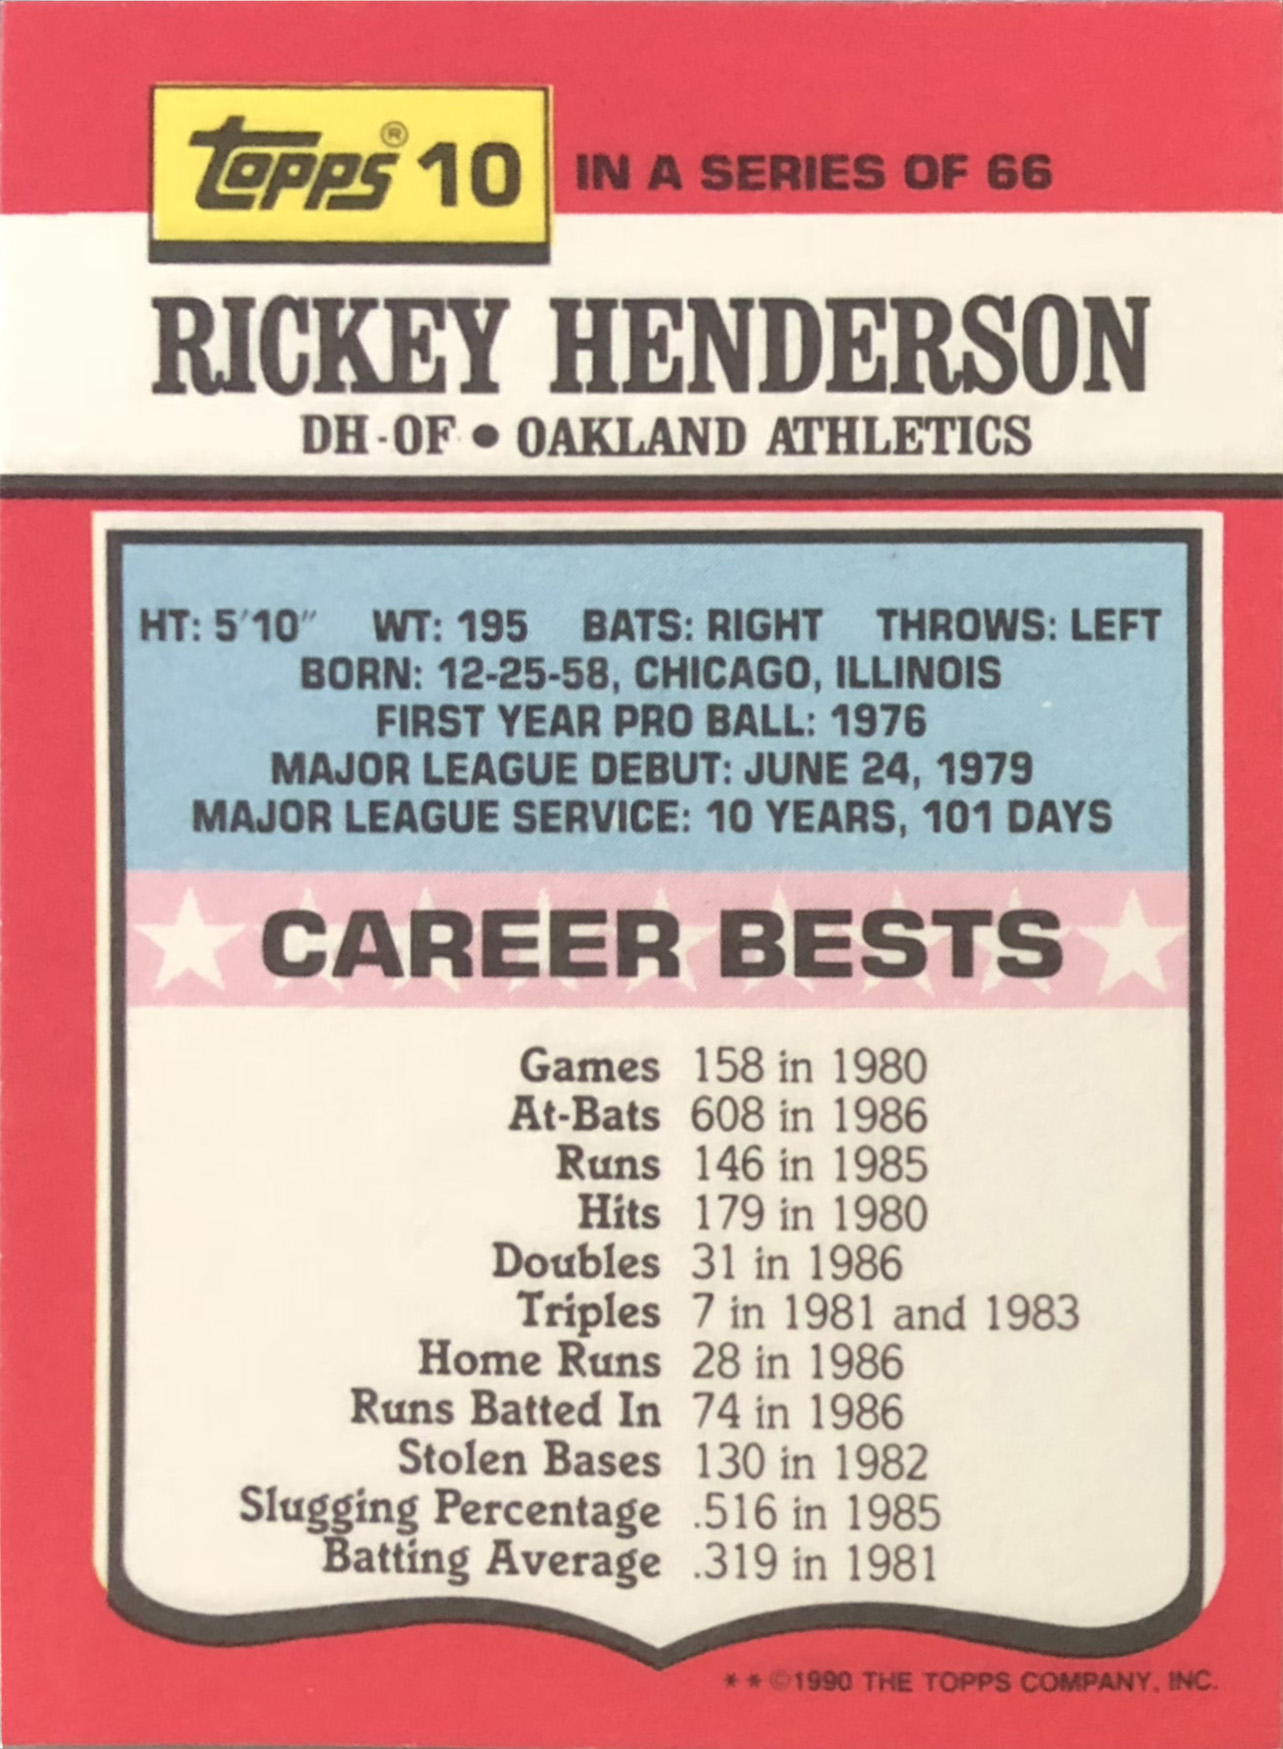 Topps® 10 IN A SERIES OF 66
RICKEY HENDERSON
DH-OF • OAKLAND ATHLETICS
HT: 5'10" WT: 195 BATS: RIGHT THROWS: LEFT
BORN: 12-25-58, CHICAGO, ILLINOIS
FIRST YEAR PRO BALL: 1976
MAJOR LEAGUE DEBUT: JUNE 24, 1979
MAJOR LEAGUE SERVICE: 10 YEARS, 101 DAYS
CAREER BESTS
Games 158 in 1980
At-Bats 608 in 1986
Runs 146 in 1985
Hits 179 in 1980
Doubles 31 in 1986
Triples 7 in 1981 and 1983
Home Runs 28 in 1986
Runs Batted In 74 in 1986
Stolen Bases 130 in 1982
Slugging Percentage .516 in 1985
Batting Average .319 in 1981
* * ©1990 THE TOPPS COMPANY, INC.